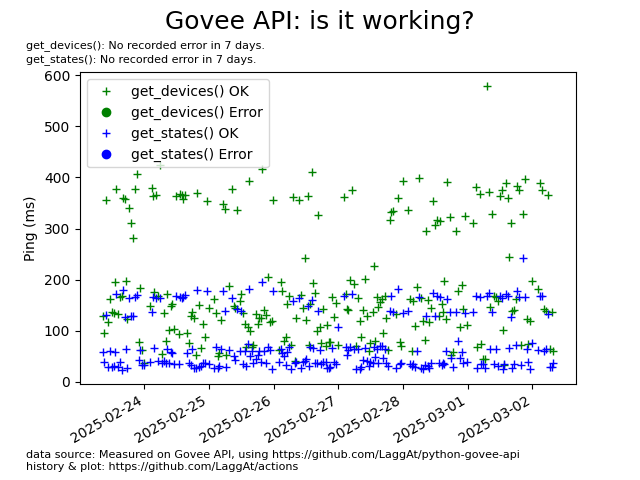 Govee API: is it working?
get_devices(): No recorded error in 7 days.
get_states(): No recorded error in 7 days.
600
500
400
300
200
100
0
Ping (ms)
get_devices() OK
get_devices() Error
get_states() OK
get_states() Error
2025-02-24
2025-02-25
2025-02-26
2025-02-27
2025-02-28
2025-03-01
2025-03-02
data source: Measured on Govee API, using https://github.com/LaggAt/python-govee-api
history & plot: https://github.com/LaggAt/actions